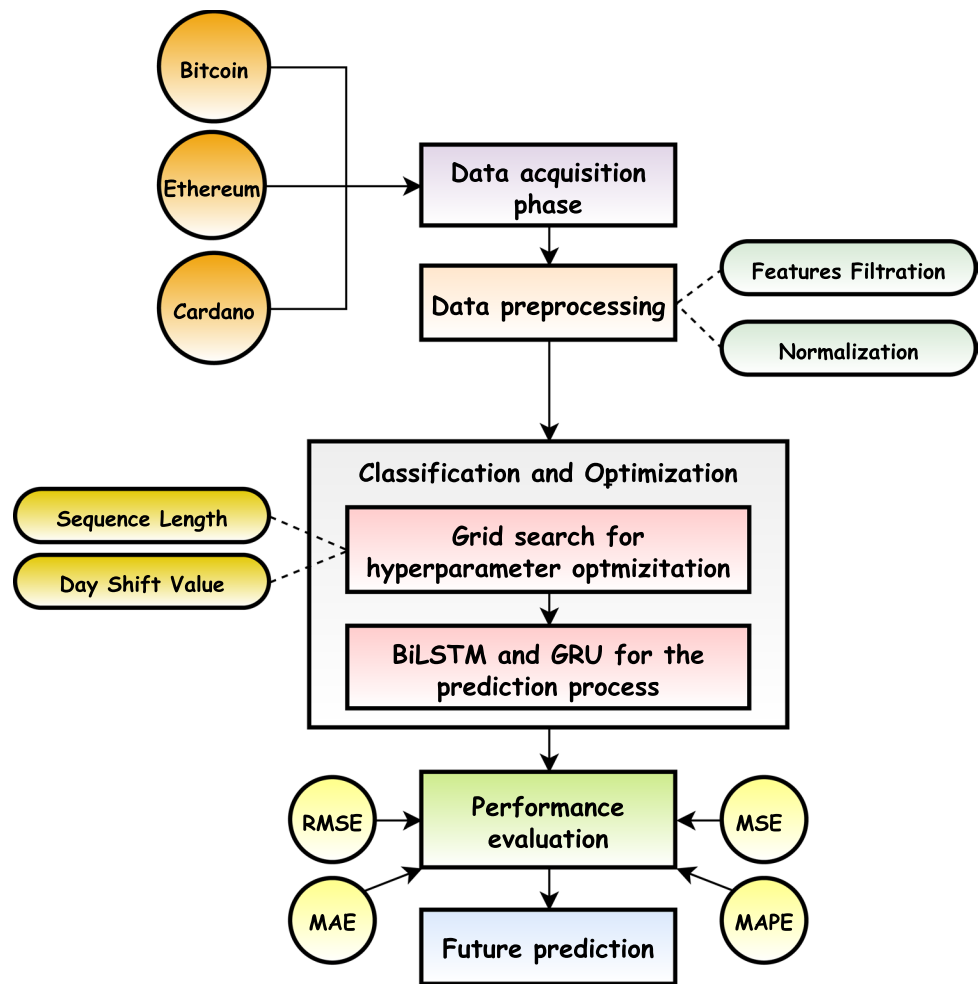 Bitcoin
Ethereum
Cardano
Data acquisition
phase
Data preprocessing
Features Filtration
Normalization
Classification and Optimization
Sequence Length
Day Shift Value
Grid search for
hyperparameter optmizitation
BiLSTM and GRU for the
prediction process
RMSE
MAE
Performance
evaluation
MSE
MAPE
Future prediction